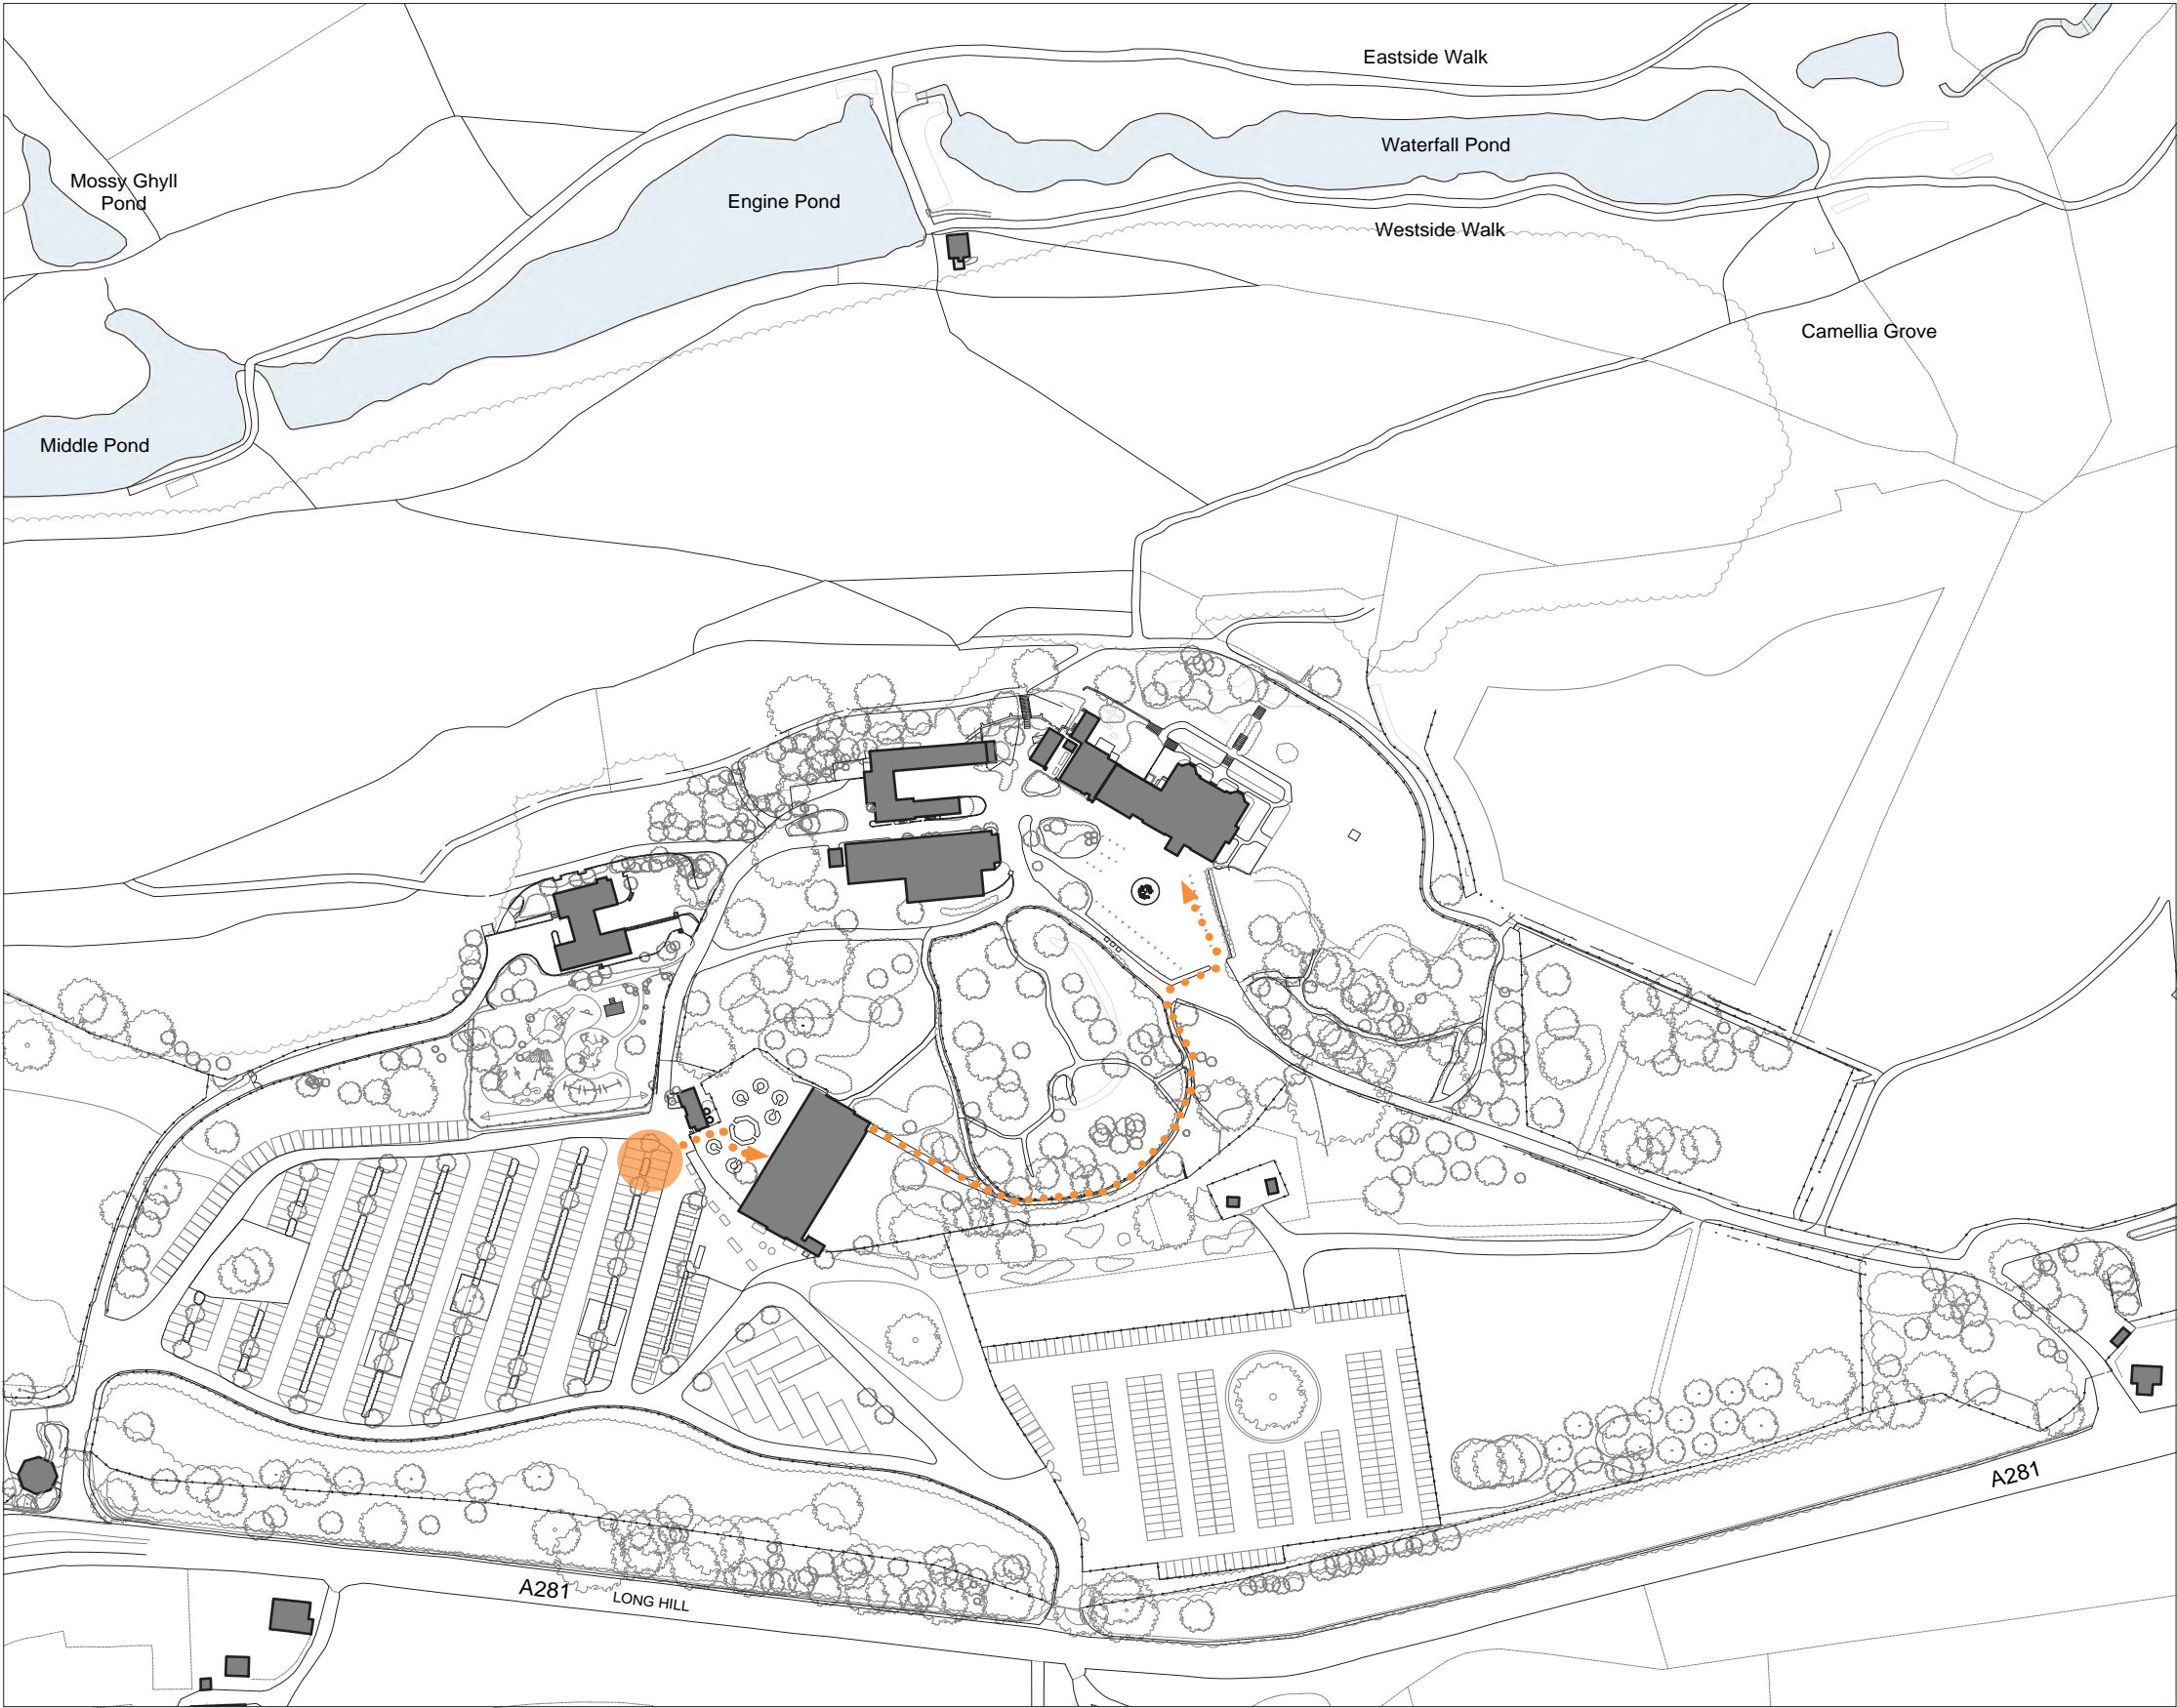 Eastside Walk
Waterfall Pond
Mossy Ghyll
Pond
Engine Pond
Westside Walk
Camellia Grove
Middle Pond
A281
A281
LONG HILL